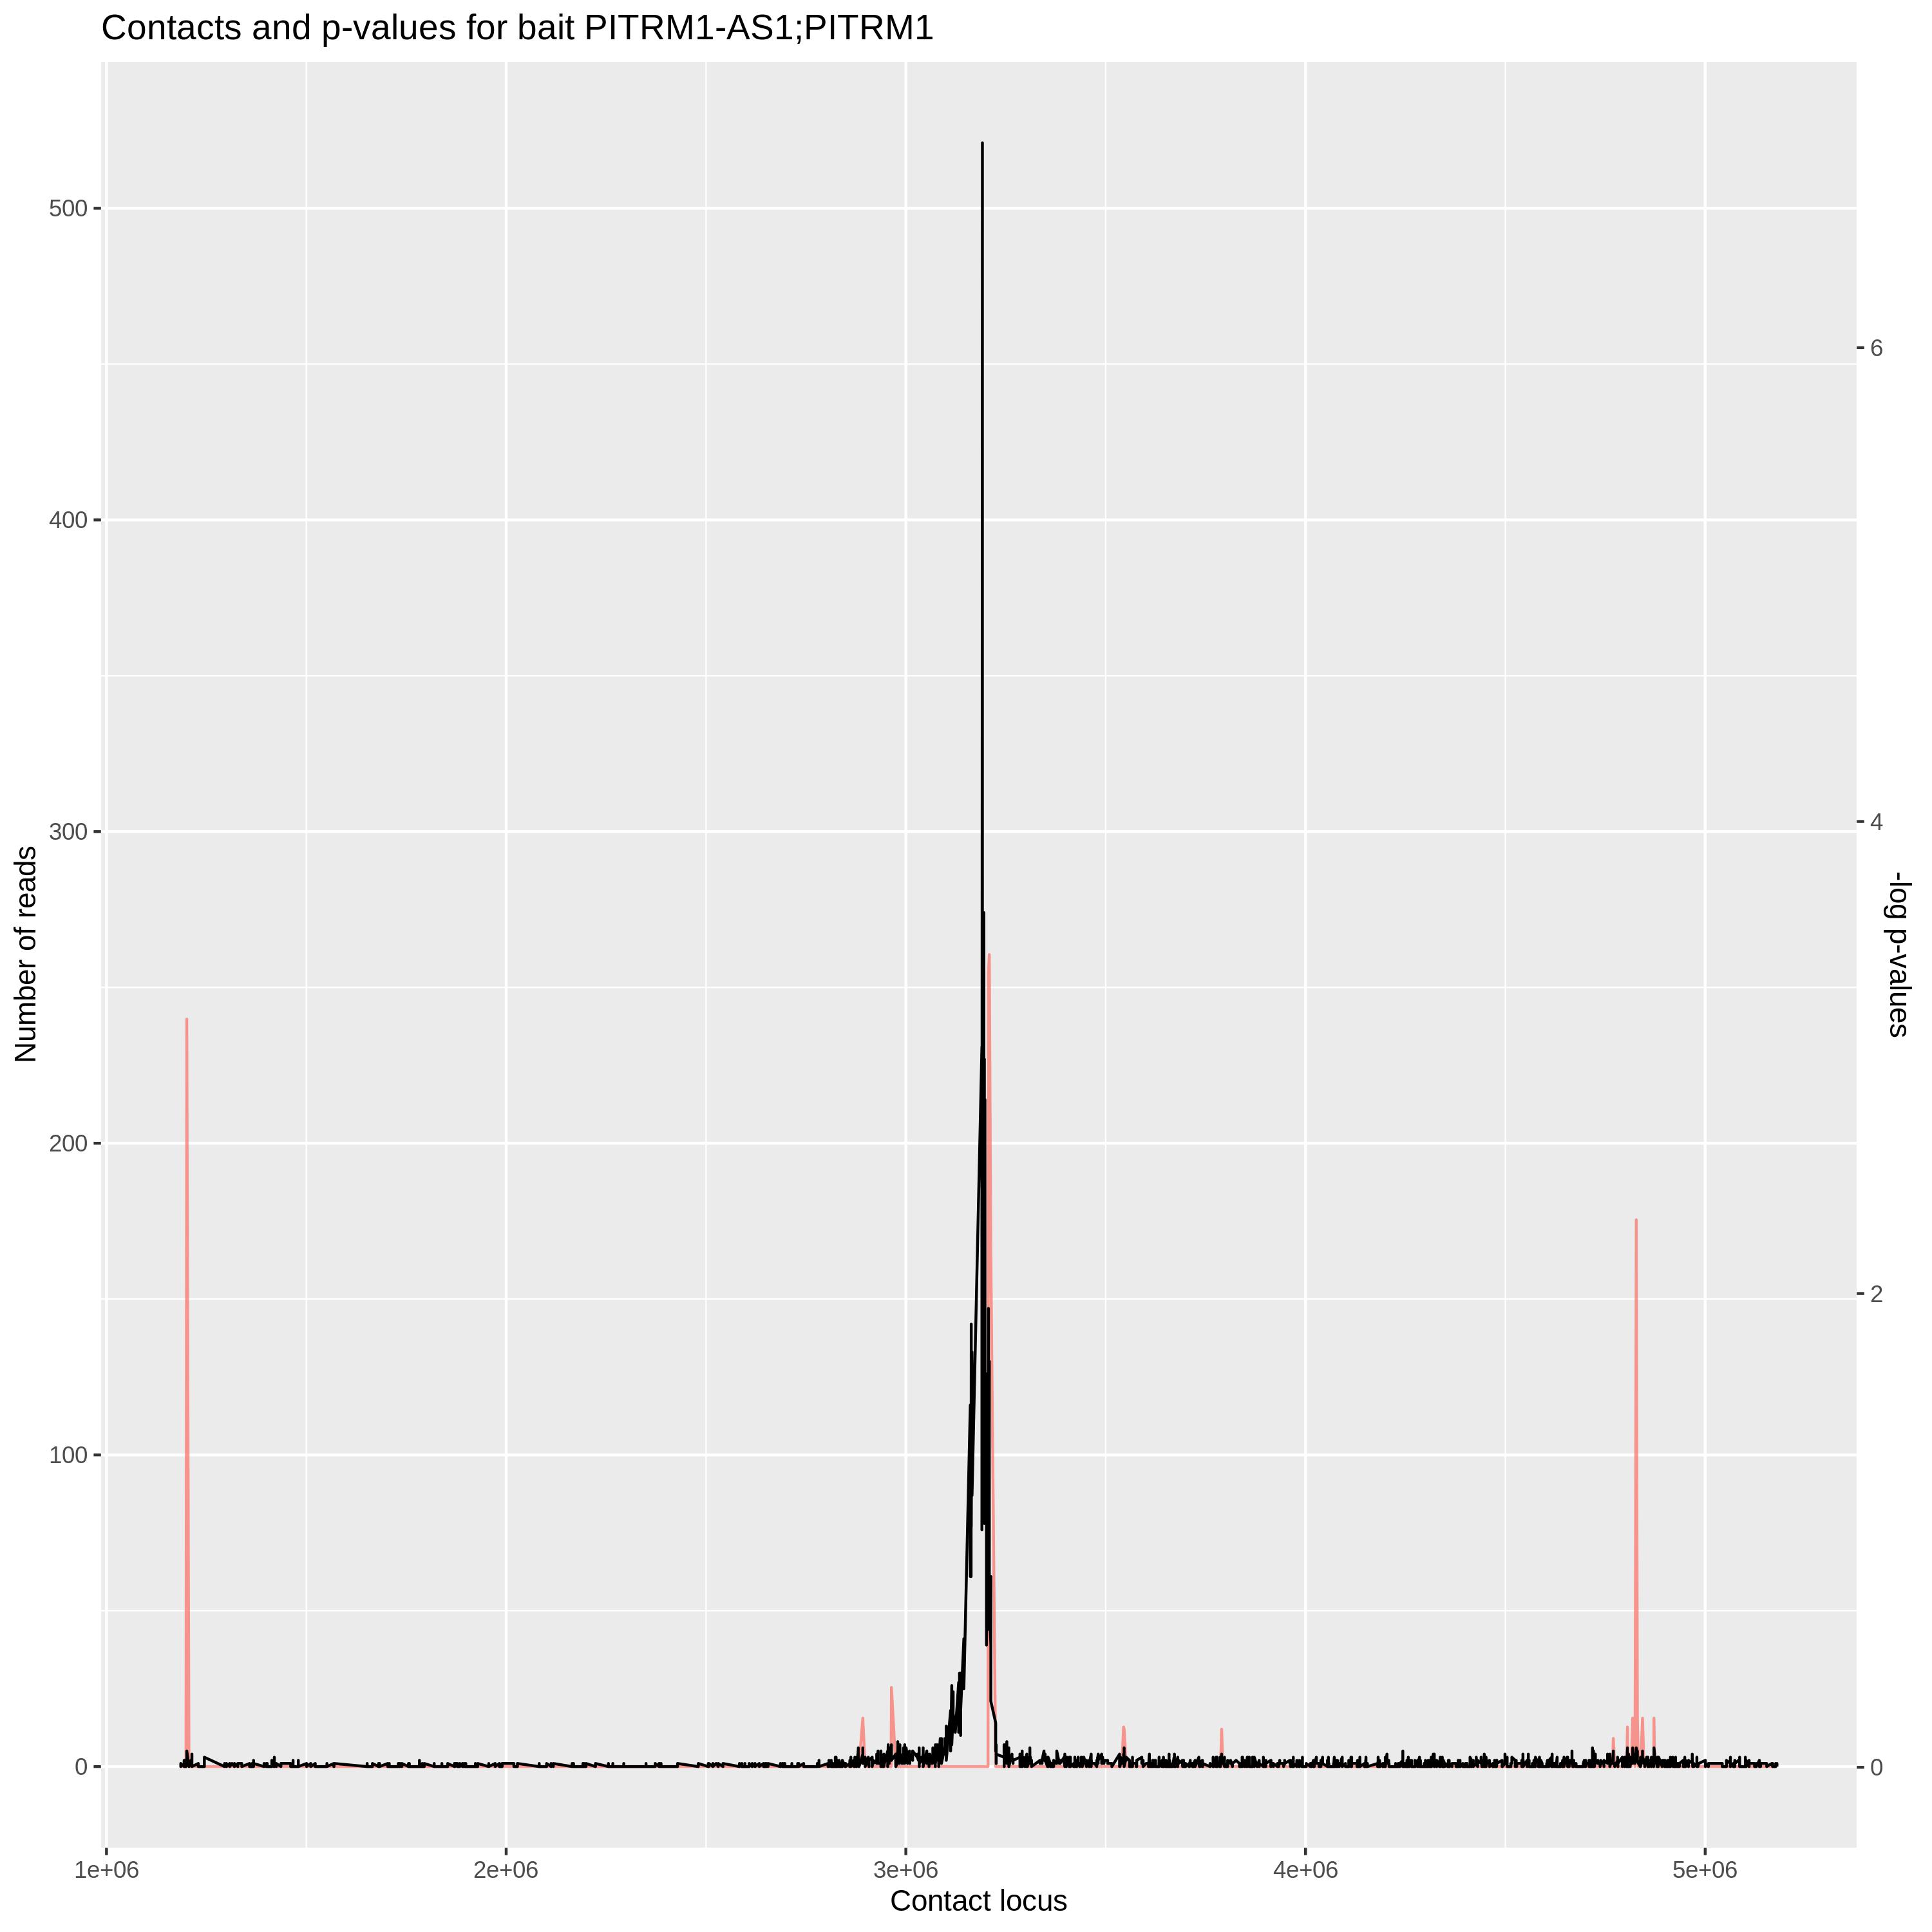 Contacts and p-values for bait PITRM1-AS1;PITRM1
500
400
300
200
100
0
Number of reads
6
4
2
0
-log p-values
1e+06 2e+06 3e+06 4e+06 5e+06
Contact locus